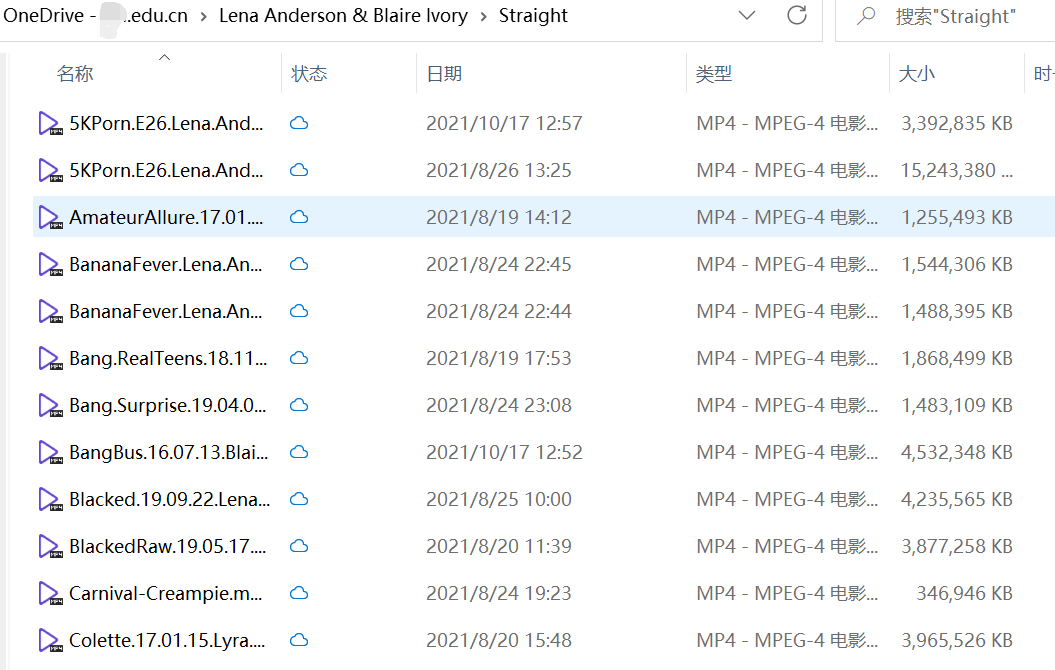 OneDrive - .edu.cn > Lena Anderson & Blaire Ivory > Straight
搜索"Straight"
名称 状态 日期 类型 大小
5KPorn.E26.Lena.And... 2021/10/17 12:57 MP4 - MPEG-4 电影... 3,392,835 KB
5KPorn.E26.Lena.And... 2021/8/26 13:25 MP4 - MPEG-4 电影... 15,243,380 ...
AmateurAllure.17.01.... 2021/8/19 14:12 MP4 - MPEG-4 电影... 1,255,493 KB
BananaFever.Lena.An... 2021/8/24 22:45 MP4 - MPEG-4 电影... 1,544,306 KB
BananaFever.Lena.An... 2021/8/24 22:44 MP4 - MPEG-4 电影... 1,488,395 KB
Bang.RealTeens.18.11... 2021/8/19 17:53 MP4 - MPEG-4 电影... 1,868,499 KB
Bang.Surprise.19.04.0... 2021/8/24 23:08 MP4 - MPEG-4 电影... 1,483,109 KB
BangBus.16.07.13.Blai... 2021/10/17 12:52 MP4 - MPEG-4 电影... 4,532,348 KB
Blacked.19.09.22.Lena... 2021/8/25 10:00 MP4 - MPEG-4 电影... 4,235,565 KB
BlackedRaw.19.05.17.... 2021/8/20 11:39 MP4 - MPEG-4 电影... 3,877,258 KB
Carnival-Creampie.m... 2021/8/24 19:23 MP4 - MPEG-4 电影... 346,946 KB
Colette.17.01.15.Lyra.... 2021/8/20 15:48 MP4 - MPEG-4 电影... 3,965,526 KB